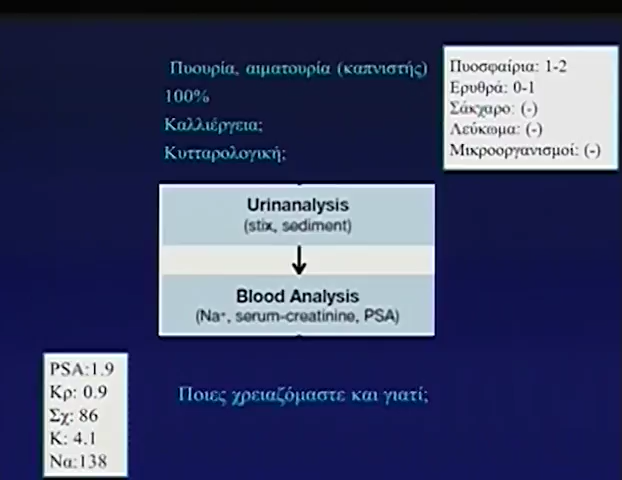 Πυουρία, αιματουρία (καπνιστής)
100%
Καλλιέργεια;
Κυτταρολογική;
Πυοσφαίρια: 1-2
Ερυθρά: 0-1
Σάκχαρο: (-)
Λεύκωμα: (-)
Μικροοργανισμοί: (-)
Urinanalysis
(stix, sediment)
Blood Analysis
(Na⁺, serum-creatinine, PSA)
PSA:1.9
Κρ: 0.9
Σχ: 86
Κ: 4.1
Να:138
Ποιες χρειαζόμαστε και γιατί;